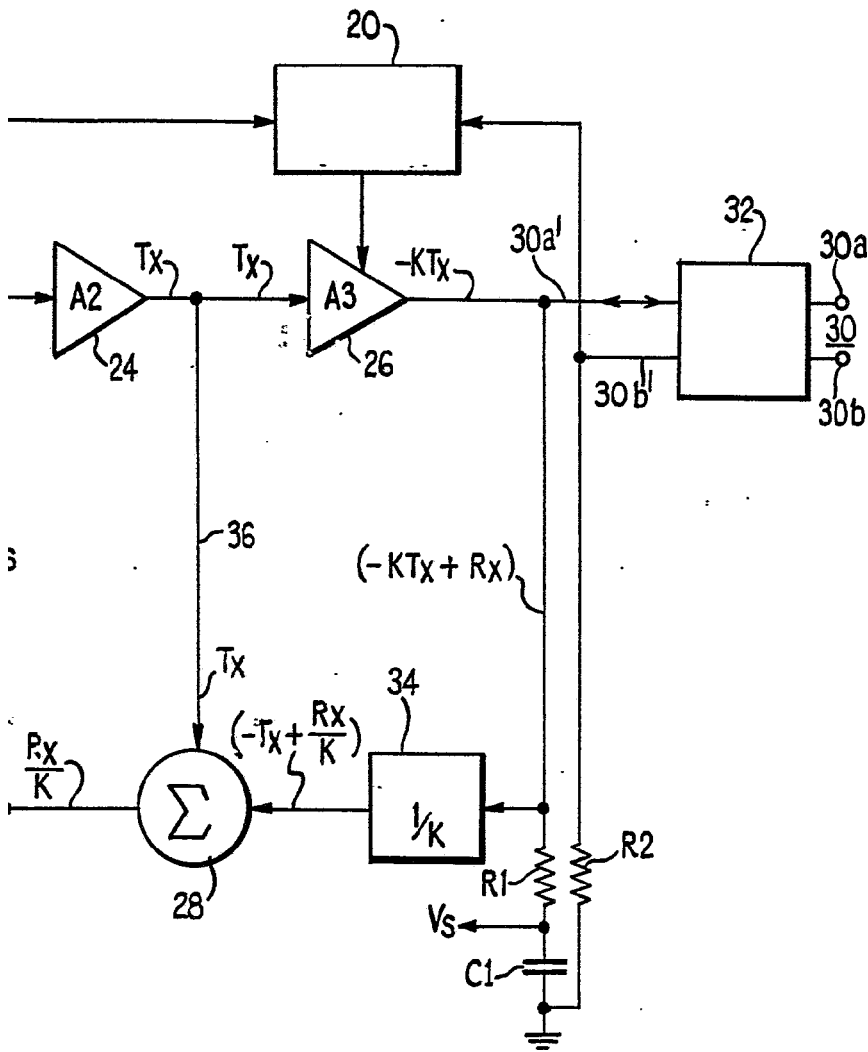 20
32
30a'
30a
Tx
Tx
-KTx
A2
A3
30
24
26
30b'
30b
36
(-KTx + Rx)
s
Tx
34
(-Tx + Rx/K)
Rx/K
Σ
1/K
R1
R2
28
Vs
C1